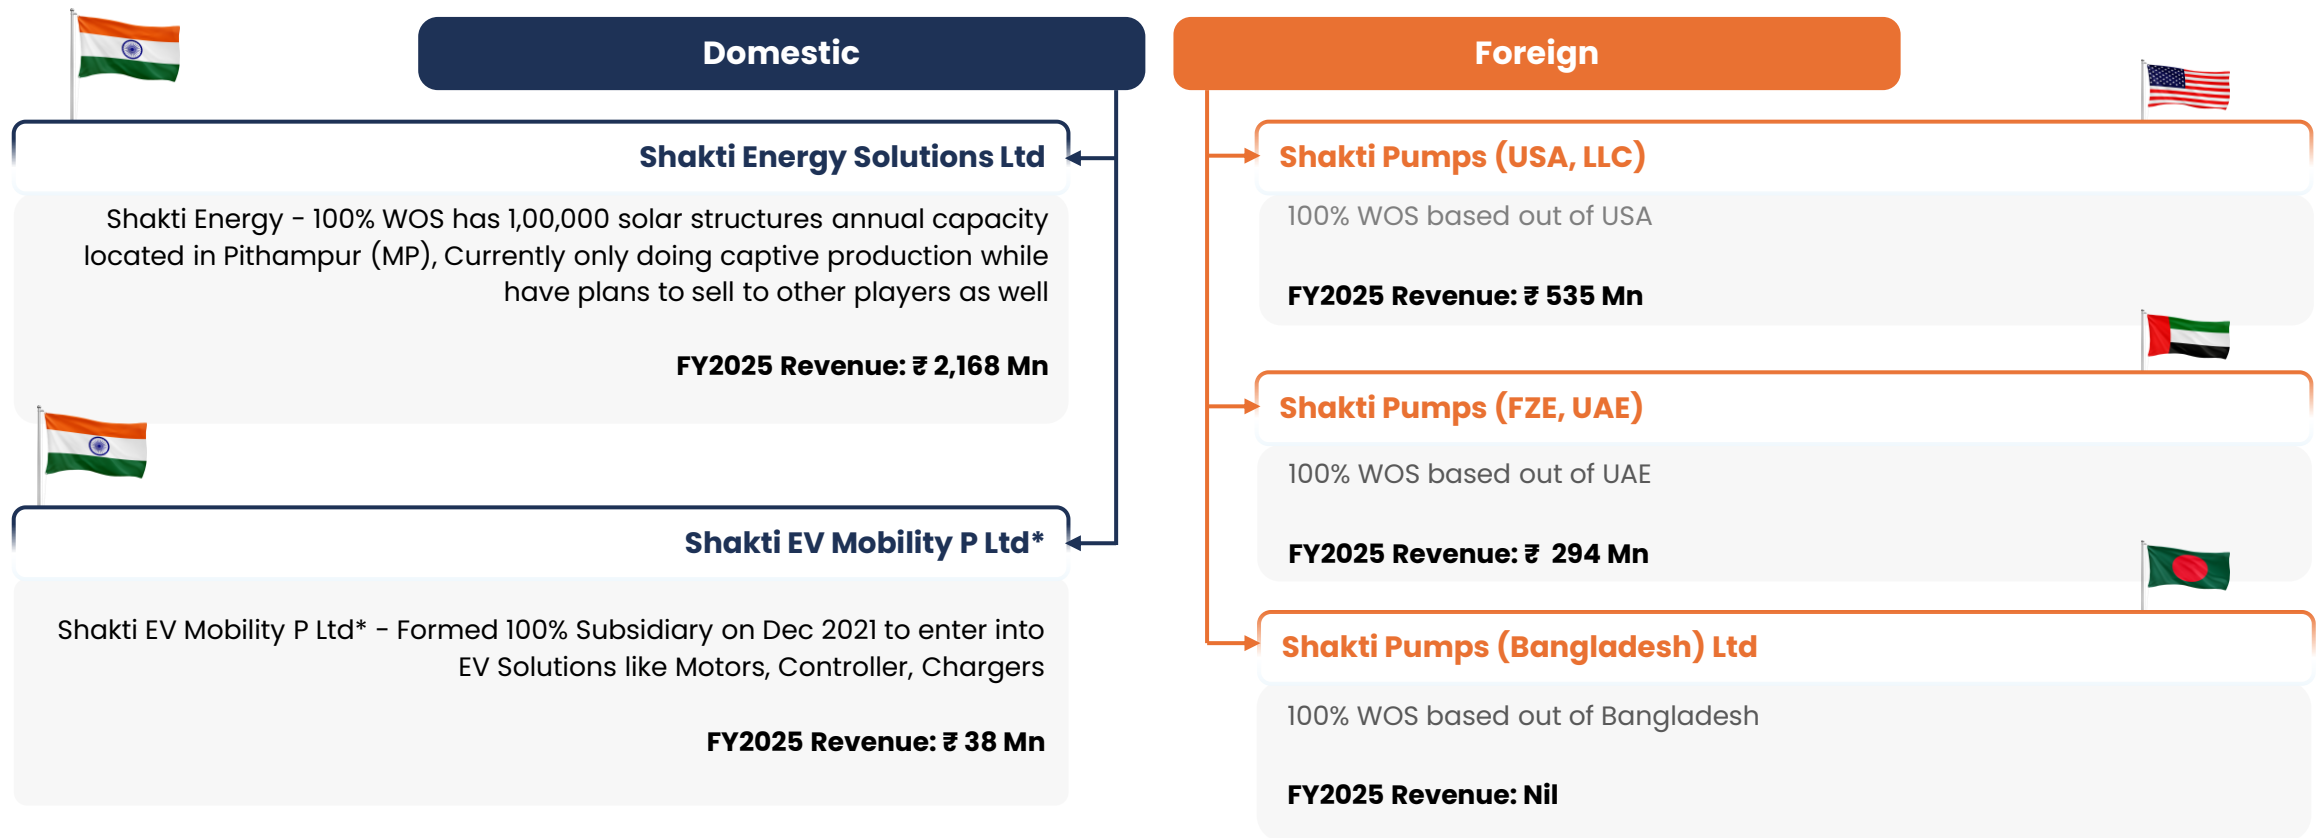 Domestic
Shakti Energy Solutions Ltd
Shakti Energy - 100% WOS has 1,00,000 solar structures annual capacity
located in Pithampur (MP), Currently only doing captive production while
have plans to sell to other players as well
FY2025 Revenue: ₹ 2,168 Mn
Shakti EV Mobility P Ltd*
Shakti EV Mobility P Ltd* - Formed 100% Subsidiary on Dec 2021 to enter into
EV Solutions like Motors, Controller, Chargers
FY2025 Revenue: ₹ 38 Mn
Foreign
Shakti Pumps (USA, LLC)
100% WOS based out of USA
FY2025 Revenue: ₹ 535 Mn
Shakti Pumps (FZE, UAE)
100% WOS based out of UAE
FY2025 Revenue: ₹ 294 Mn
Shakti Pumps (Bangladesh) Ltd
100% WOS based out of Bangladesh
FY2025 Revenue: Nil